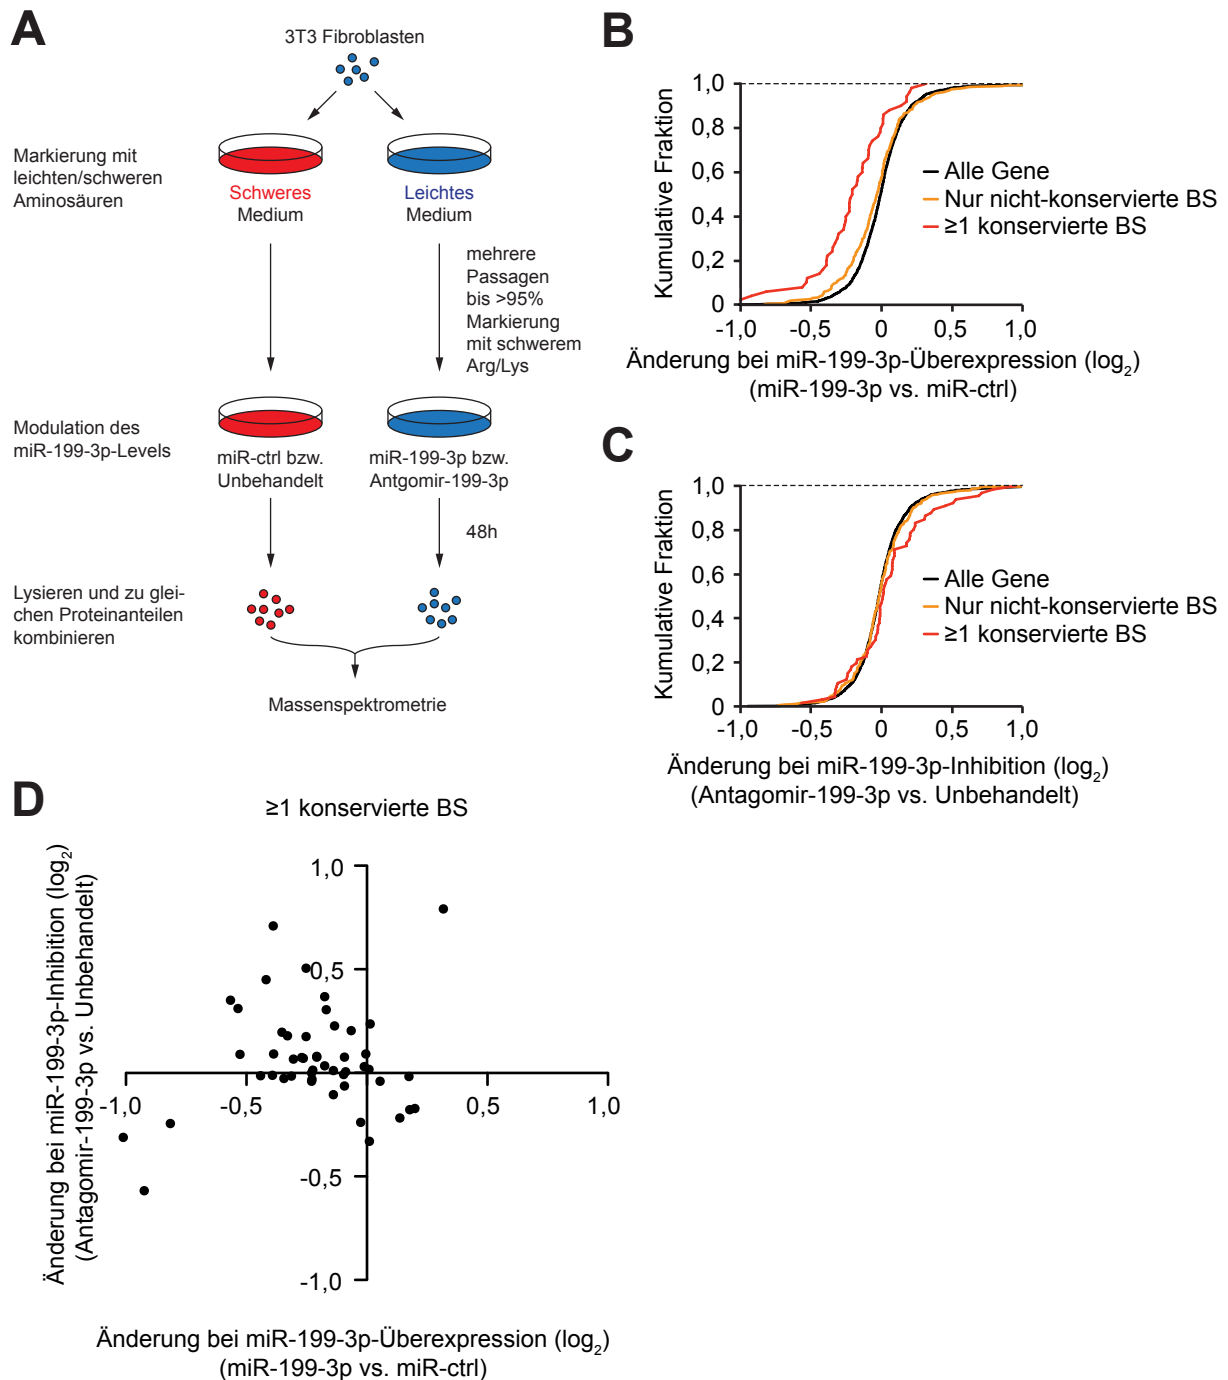 A
3T3 Fibroblasten
Markierung mit
leichten/schweren
Aminosäuren
Schweres
Medium
Leichtes
Medium
mehrere
Passagen
bis >95%
Markierung
mit schwerem
Arg/Lys
Modulation des
miR-199-3p-Levels
miR-ctrl bzw.
Unbehandelt
miR-199-3p bzw.
Antgomir-199-3p
48h
Lysieren und zu glei-
chen Proteinanteilen
kombinieren
Massenspektrometrie
B
Kumulative Fraktion
1,0
0,8
0,6
0,4
0,2
0
-1,0 -0,5 0 0,5 1,0
Alle Gene
Nur nicht-konservierte BS
≥1 konservierte BS
Änderung bei miR-199-3p-Überexpression (log2)
(miR-199-3p vs. miR-ctrl)
C
Kumulative Fraktion
1,0
0,8
0,6
0,4
0,2
0
-1,0 -0,5 0 0,5 1,0
Alle Gene
Nur nicht-konservierte BS
≥1 konservierte BS
Änderung bei miR-199-3p-Inhibition (log2)
(Antagomir-199-3p vs. Unbehandelt)
D
≥1 konservierte BS
Änderung bei miR-199-3p-Inhibition (log2)
(Antagomir-199-3p vs. Unbehandelt)
1,0
0,5
-1,0 -0,5 0,5 1,0
-0,5
-1,0
Änderung bei miR-199-3p-Überexpression (log2)
(miR-199-3p vs. miR-ctrl)